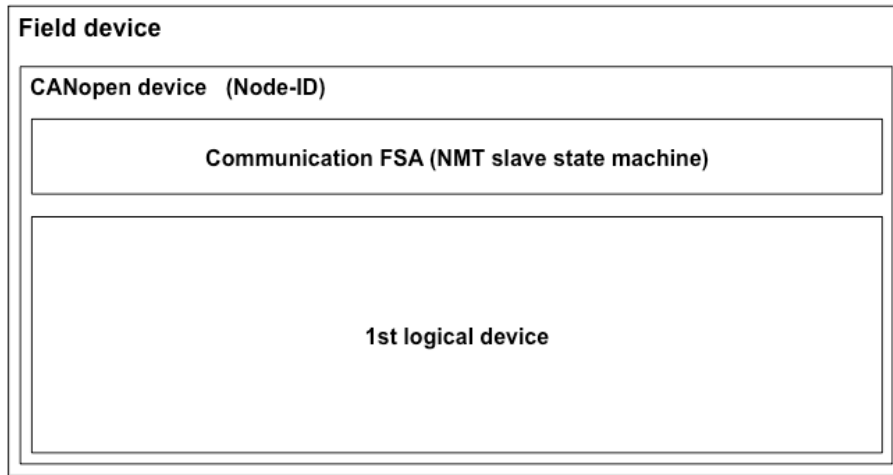 Field device
CANopen device (Node-ID)
Communication FSA (NMT slave state machine)
1st logical device